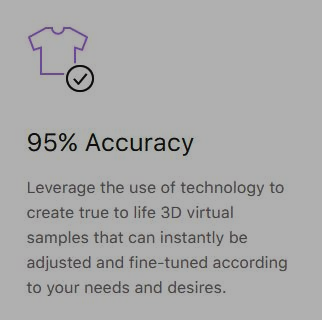 95% Accuracy
Leverage the use of technology to
create true to life 3D virtual
samples that can instantly be
adjusted and fine-tuned according
to your needs and desires.